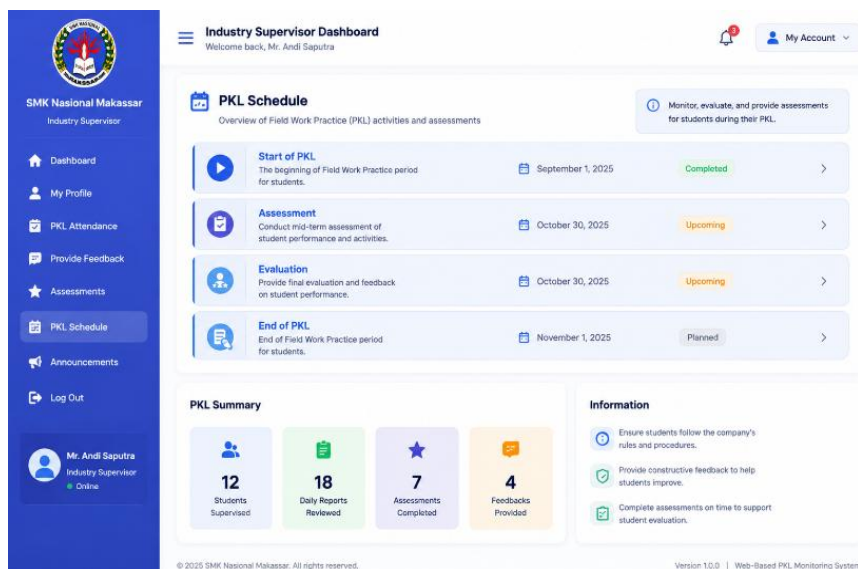 SMK NASIONAL
MAKASSAR
SMK Nasional Makassar
Industry Supervisor
Dashboard
My Profile
PKL Attendance
Provide Feedback
Assessments
PKL Schedule
Announcements
Log Out
Mr. Andi Saputra
Industry Supervisor
Online
Industry Supervisor Dashboard
Welcome back, Mr. Andi Saputra
3
My Account
PKL Schedule
Overview of Field Work Practice (PKL) activities and assessments
Monitor, evaluate, and provide assessments
for students during their PKL.
Start of PKL
The beginning of Field Work Practice period
for students.
September 1, 2025
Completed
Assessment
Conduct mid-term assessment of
student performance and activities.
October 30, 2025
Upcoming
Evaluation
Provide final evaluation and feedback
on student performance.
October 30, 2025
Upcoming
End of PKL
End of Field Work Practice period
for students.
November 1, 2025
Planned
PKL Summary
12
Students
Supervised
18
Daily Reports
Reviewed
7
Assessments
Completed
4
Feedbacks
Provided
Information
Ensure students follow the company's
rules and procedures.
Provide constructive feedback to help
students improve.
Complete assessments on time to support
student evaluation.
© 2025 SMK Nasional Makassar. All rights reserved.
Version 1.0.0 | Web-Based PKL Monitoring System